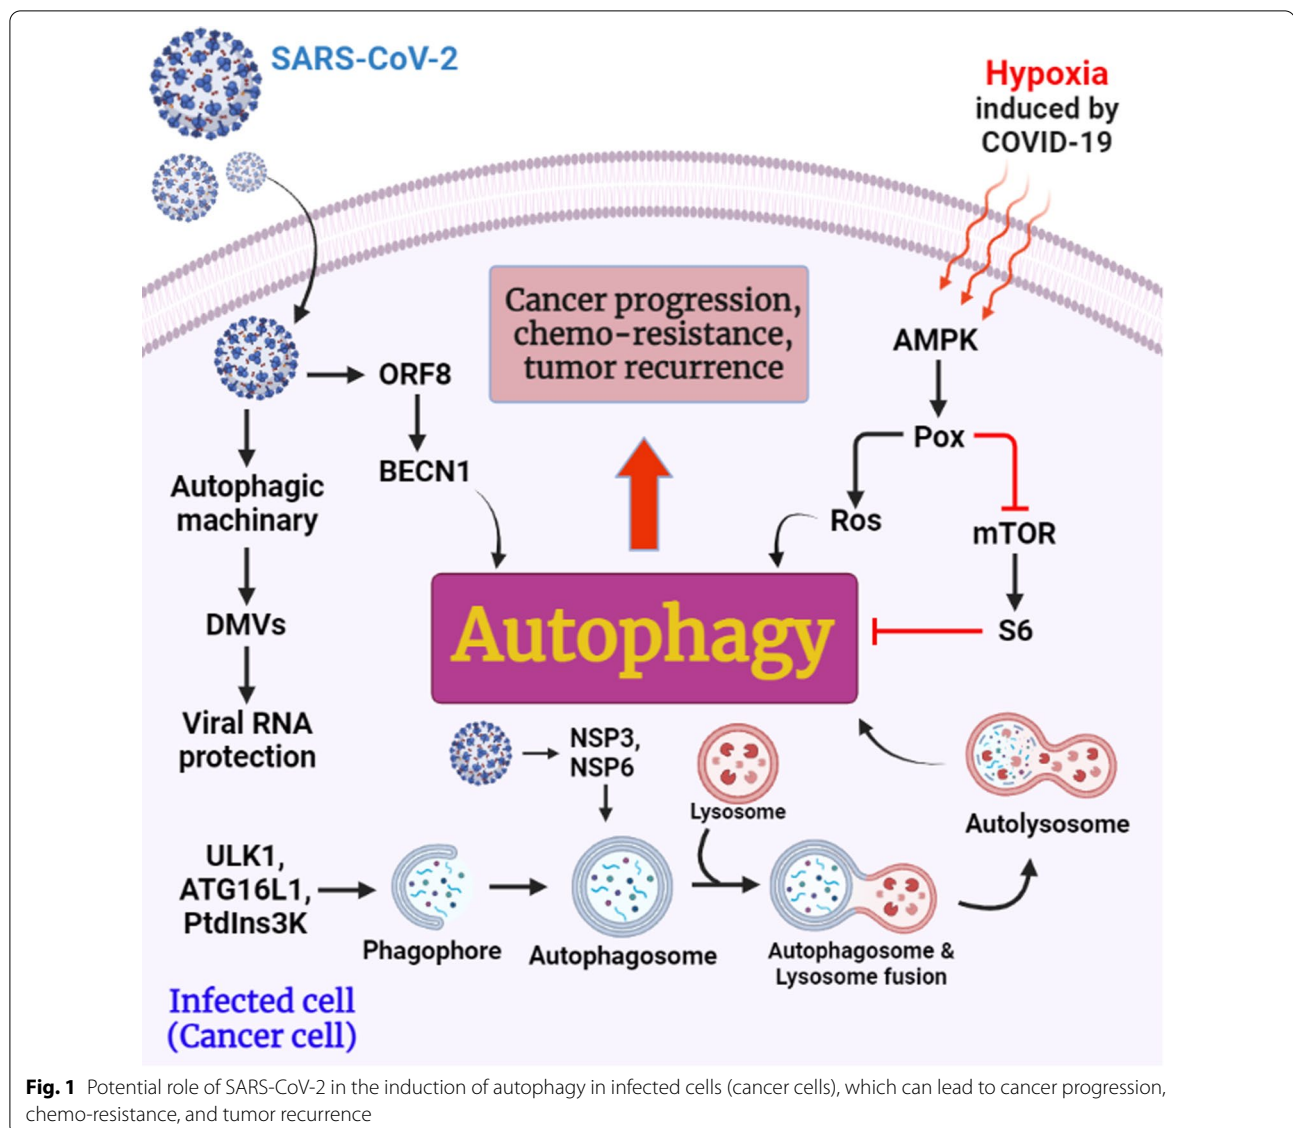 SARS-CoV-2
Hypoxia
induced by
COVID-19
Cancer progression,
chemo-resistance,
tumor recurrence
AMPK
ORF8
Pox
BECN1
Autophagic
machinary
Ros
mTOR
DMVs
Autophagy
S6
Viral RNA
protection
NSP3,
NSP6
Lysosome
Autolysosome
ULK1,
ATG16L1,
PtdIns3K
Phagophore
Autophagosome
Autophagosome &
Lysosome fusion
Infected cell
(Cancer cell)
Fig. 1 Potential role of SARS-CoV-2 in the induction of autophagy in infected cells (cancer cells), which can lead to cancer progression,
chemo-resistance, and tumor recurrence